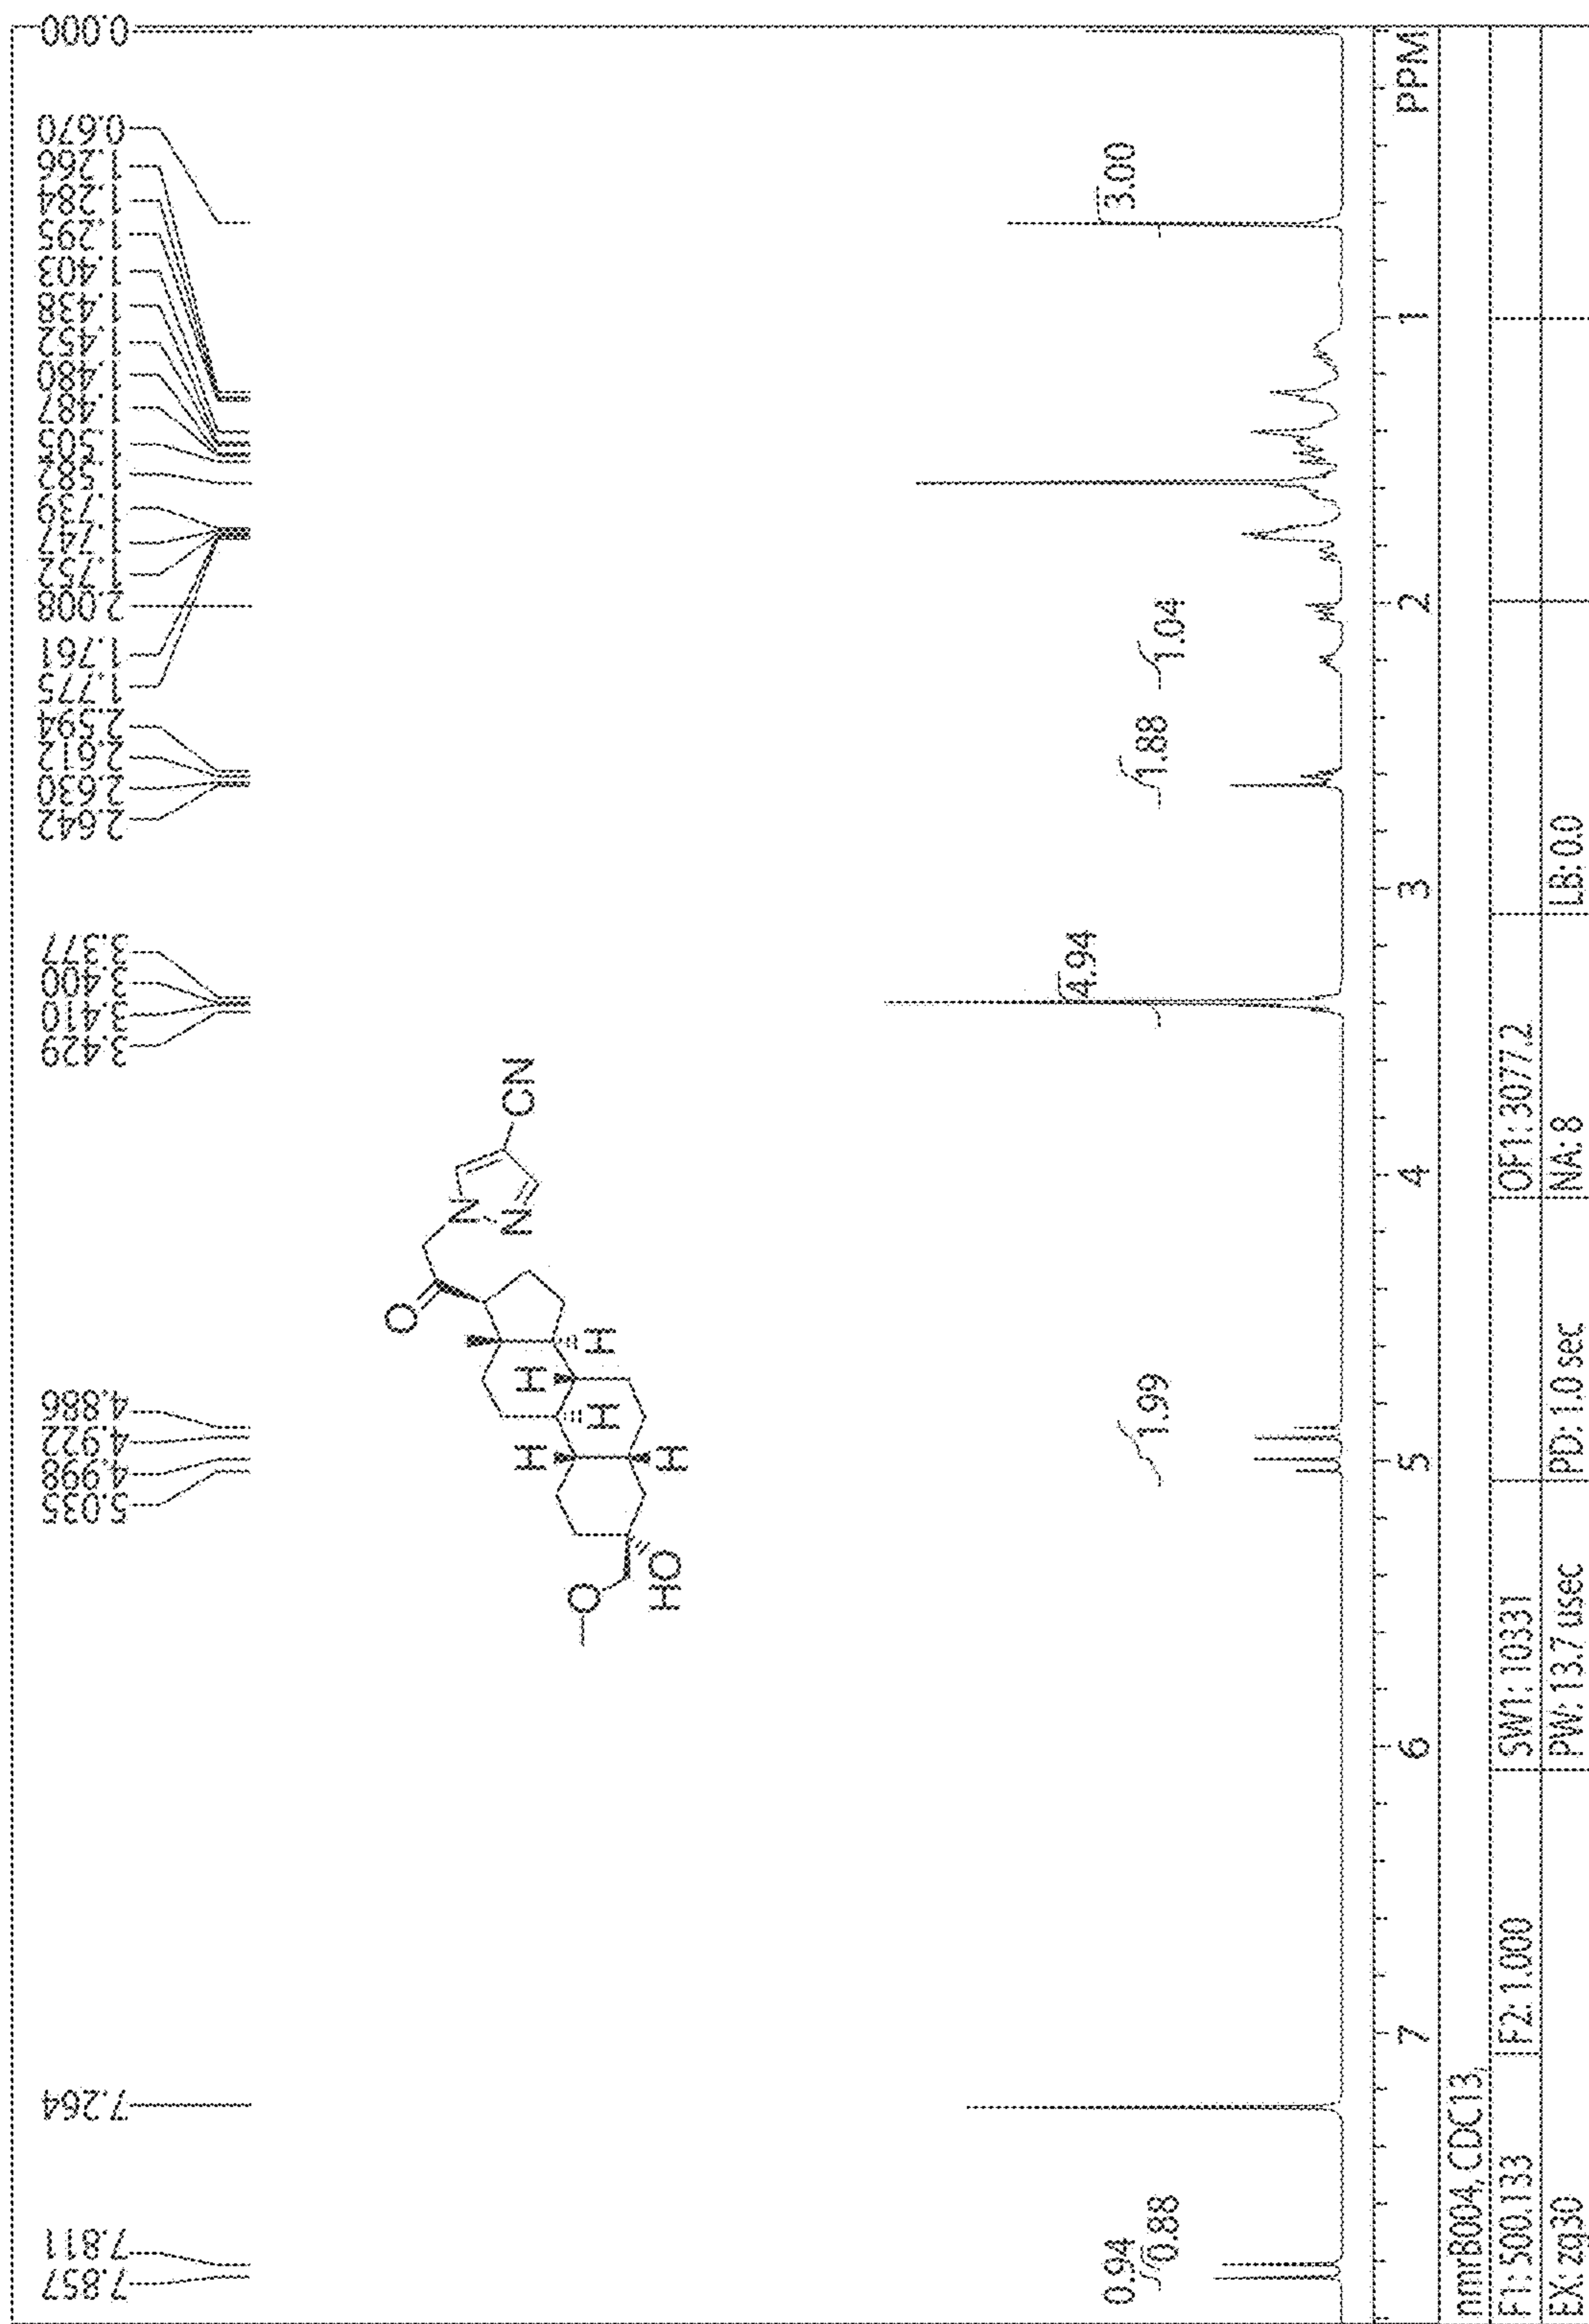 7.857
7.811
7.264
5.035
4.998
4.922
4.886
3.429
3.410
3.400
3.377
2.642
2.630
2.612
2.594
1.775
1.761
2.008
1.752
1.747
1.739
1.582
1.505
1.487
1.480
1.452
1.438
1.403
1.295
1.284
1.266
0.670
0.000
O
N
N
CN
H
H
H
H
H
O
HO
0.94
0.88
1.99
4.94
1.88
1.04
3.00
7 6 5 4 3 2 1 PPM
nmrB004, CDC13,
F1: 500.133 F2: 1.000 SW1: 10331 OF1: 3077.2
EX: zg30 PW: 13.7 usec PD: 1.0 sec NA: 8 LB: 0.0